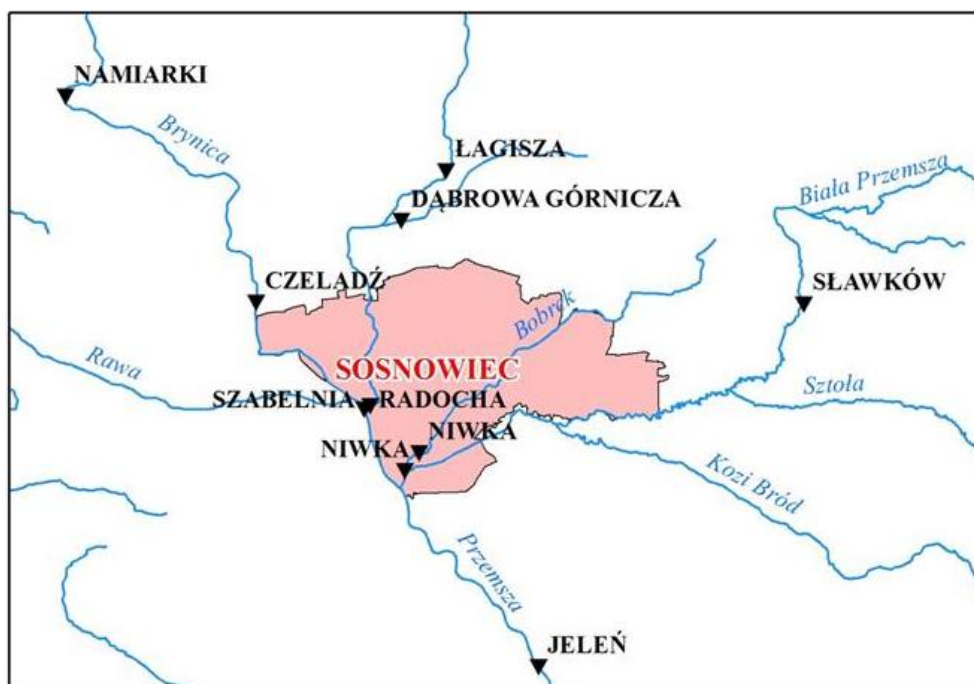 NAMIARKI
Brynica
ŁAGISZA
DĄBROWA GÓRNICZA
Biała Przemsza
CZELADŹ
SŁAWKÓW
Bobrek
Rawa
SOSNOWIEC
Sztoła
SZABELNIA
RADOCHA
NIWKA
NIWKA
Kozi Bród
Przemsza
JELEŃ